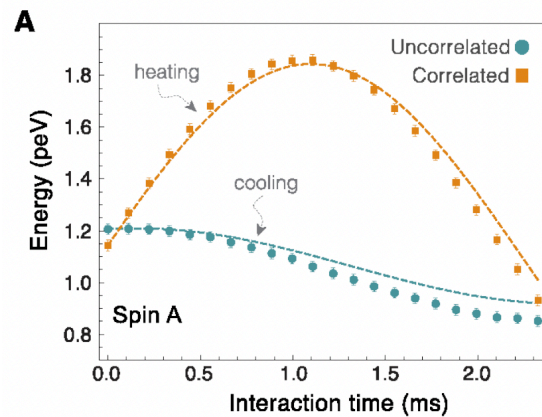 A
Uncorrelated
Correlated
heating
cooling
Spin A
Energy (peV)
1.8
1.6
1.4
1.2
1.0
0.8
0.0 0.5 1.0 1.5 2.0
Interaction time (ms)